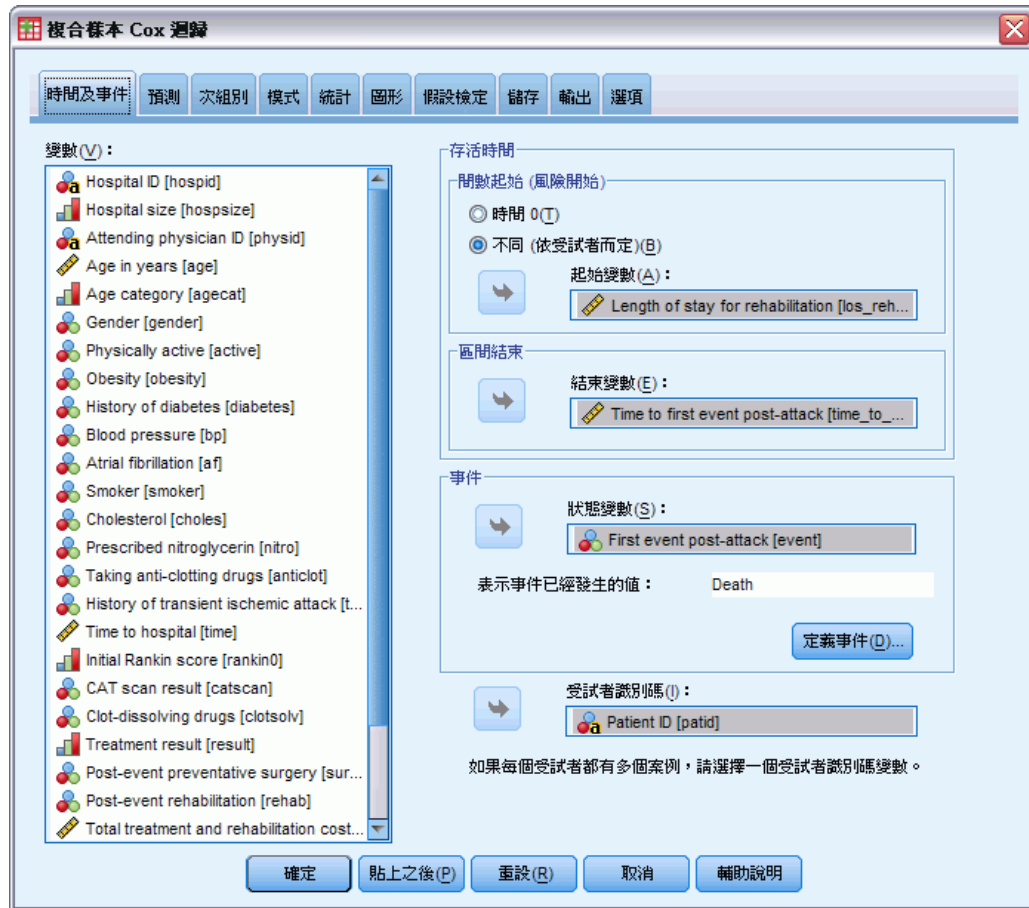 複合樣本 Cox 迴歸
時間及事件 預測 次組別 模式 統計 圖形 假設檢定 儲存 輸出 選項
變數(V)：
Hospital ID [hospid]
Hospital size [hospsize]
Attending physician ID [physid]
Age in years [age]
Age category [agecat]
Gender [gender]
Physically active [active]
Obesity [obesity]
History of diabetes [diabetes]
Blood pressure [bp]
Atrial fibrillation [af]
Smoker [smoker]
Cholesterol [choles]
Prescribed nitroglycerin [nitro]
Taking anti-clotting drugs [anticlot]
History of transient ischemic attack [t...
Time to hospital [time]
Initial Rankin score [rankin0]
CAT scan result [catscan]
Clot-dissolving drugs [clotsolv]
Treatment result [result]
Post-event preventative surgery [sur...
Post-event rehabilitation [rehab]
Total treatment and rehabilitation cost...
存活時間
間數起始 (風險開始)
時間 0(T)
不同 (依受試者而定)(B)
起始變數(A)：
Length of stay for rehabilitation [los_reh...
區間結束
結束變數(E)：
Time to first event post-attack [time_to_...
事件
狀態變數(S)：
First event post-attack [event]
表示事件已經發生的值： Death
定義事件(D)...
受試者識別碼(I)：
Patient ID [patid]
如果每個受試者都有多個案例，請選擇一個受試者識別碼變數。
確定 貼上之後(P) 重設(R) 取消 輔助說明